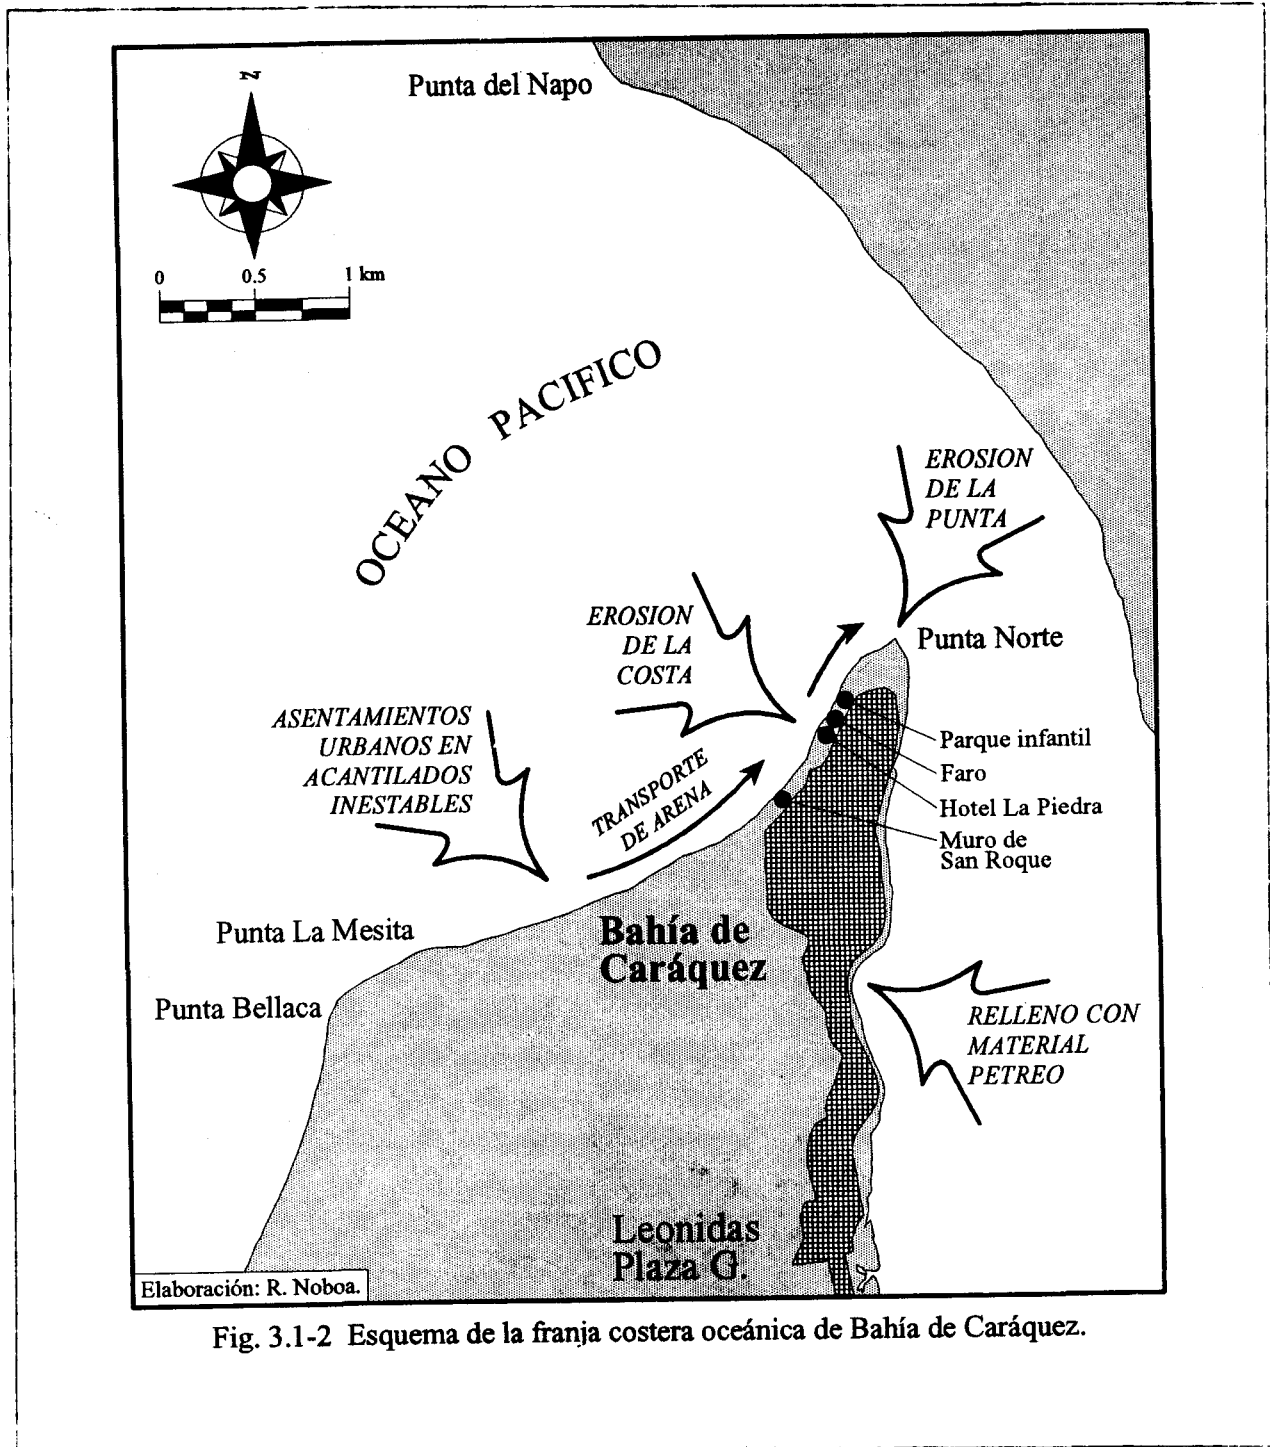 Punta del Napo
N
0 0.5 1 km
OCEANO PACIFICO
EROSION
DE LA
PUNTA
EROSION
DE LA
COSTA
Punta Norte
ASENTAMIENTOS
URBANOS EN
ACANTILADOS
INESTABLES
TRANSPORTE
DE ARENA
Parque infantil
Faro
Hotel La Piedra
Muro de
San Roque
Punta La Mesita
Bahía de
Caráquez
Punta Bellaca
RELLENO CON
MATERIAL
PETREO
Leonidas
Plaza G.
Elaboración: R. Noboa.
Fig. 3.1-2 Esquema de la franja costera oceánica de Bahía de Caráquez.